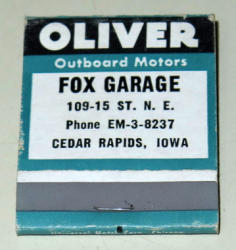 OLIVER
Outboard Motors
FOX GARAGE
109-15 ST. N. E.
Phone EM-3-8237
CEDAR RAPIDS, IOWA